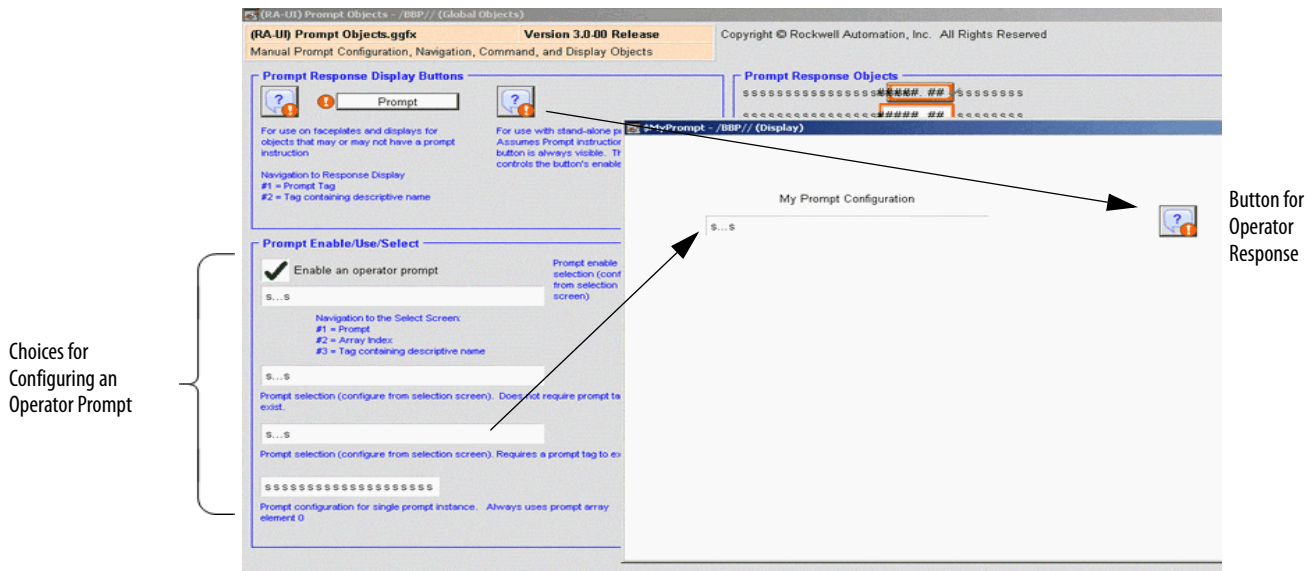 (RA-UI) Prompt Objects - /BBP// (Global Objects)
(RA-UI) Prompt Objects.ggfx Version 3.0-00 Release Copyright © Rockwell Automation, Inc. All Rights Reserved
Manual Prompt Configuration, Navigation, Command, and Display Objects
Prompt Response Display Buttons
Prompt
For use on faceplates and displays for
objects that may or may not have a prompt
instruction
Navigation to Response Display
#1 = Prompt Tag
#2 = Tag containing descriptive name
For use with stand-alone
Assumes Prompt instruction
button is always visible.
controls the button's enable
Prompt Response Objects
sssssssssssssss#####.## ssssssss
sssssssssssssss##### ## ssssssss
$MyPrompt - /BBP// (Display)
My Prompt Configuration
s...s
Button for
Operator
Response
Prompt Enable/Use/Select
Enable an operator prompt
s...s
Prompt enable
selection
from selection
screen)
Navigation to the Select Screen:
#1 = Prompt
#2 = Array Index
#3 = Tag containing descriptive name
s...s
Prompt selection (configure from selection screen). Does not require prompt
exist.
s...s
Prompt selection (configure from selection screen). Requires a prompt tag to
ssssssssssssssssssss
Prompt configuration for single prompt instance. Always uses prompt array
element 0
Choices for
Configuring an
Operator Prompt